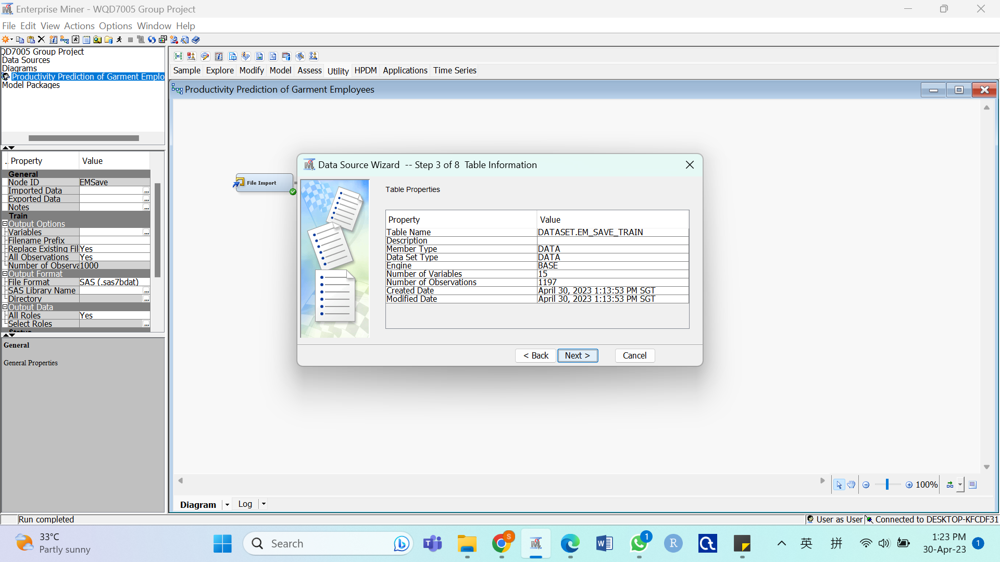 Enterprise Miner - WQD7005 Group Project
File Edit View Actions Options Window Help
QD7005 Group Project
Data Sources
Diagrams
Productivity Prediction of Garment Emplo
Model Packages
Sample Explore Modify Model Assess Utility HPDM Applications Time Series
Productivity Prediction of Garment Employees
. Property Value
General
Node ID EMSave
Imported Data ...
Exported Data ...
Notes ...
Train
Output Options
Variables ...
Filename Prefix
Replace Existing Fil Yes
All Observations Yes
Number of Observa 1000
Output Format
File Format SAS (.sas7bdat)
SAS Library Name ...
Directory ...
Output Data
All Roles Yes
Select Roles ...
Status
General
General Properties
File Import
Data Source Wizard -- Step 3 of 8 Table Information
Table Properties
Property Value
Table Name DATASET.EM_SAVE_TRAIN
Description
Member Type DATA
Data Set Type DATA
Engine BASE
Number of Variables 15
Number of Observations 1197
Created Date April 30, 2023 1:13:53 PM SGT
Modified Date April 30, 2023 1:13:53 PM SGT
< Back Next > Cancel
100%
Diagram Log
Run completed
User as User Connected to DESKTOP-KFCDF31
33°C
Partly sunny
Search
S
1
R
英 拼
1:23 PM
30-Apr-23
1